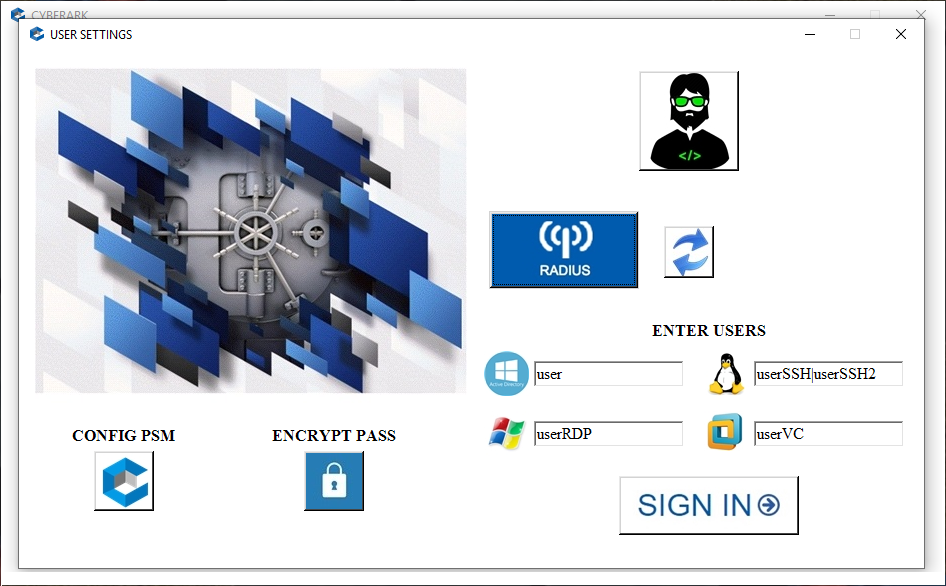 CYBERARK
USER SETTINGS
</>
RADIUS
ENTER USERS
Active Directory
user
userSSH|userSSH2
userRDP
userVC
CONFIG PSM
ENCRYPT PASS
SIGN IN